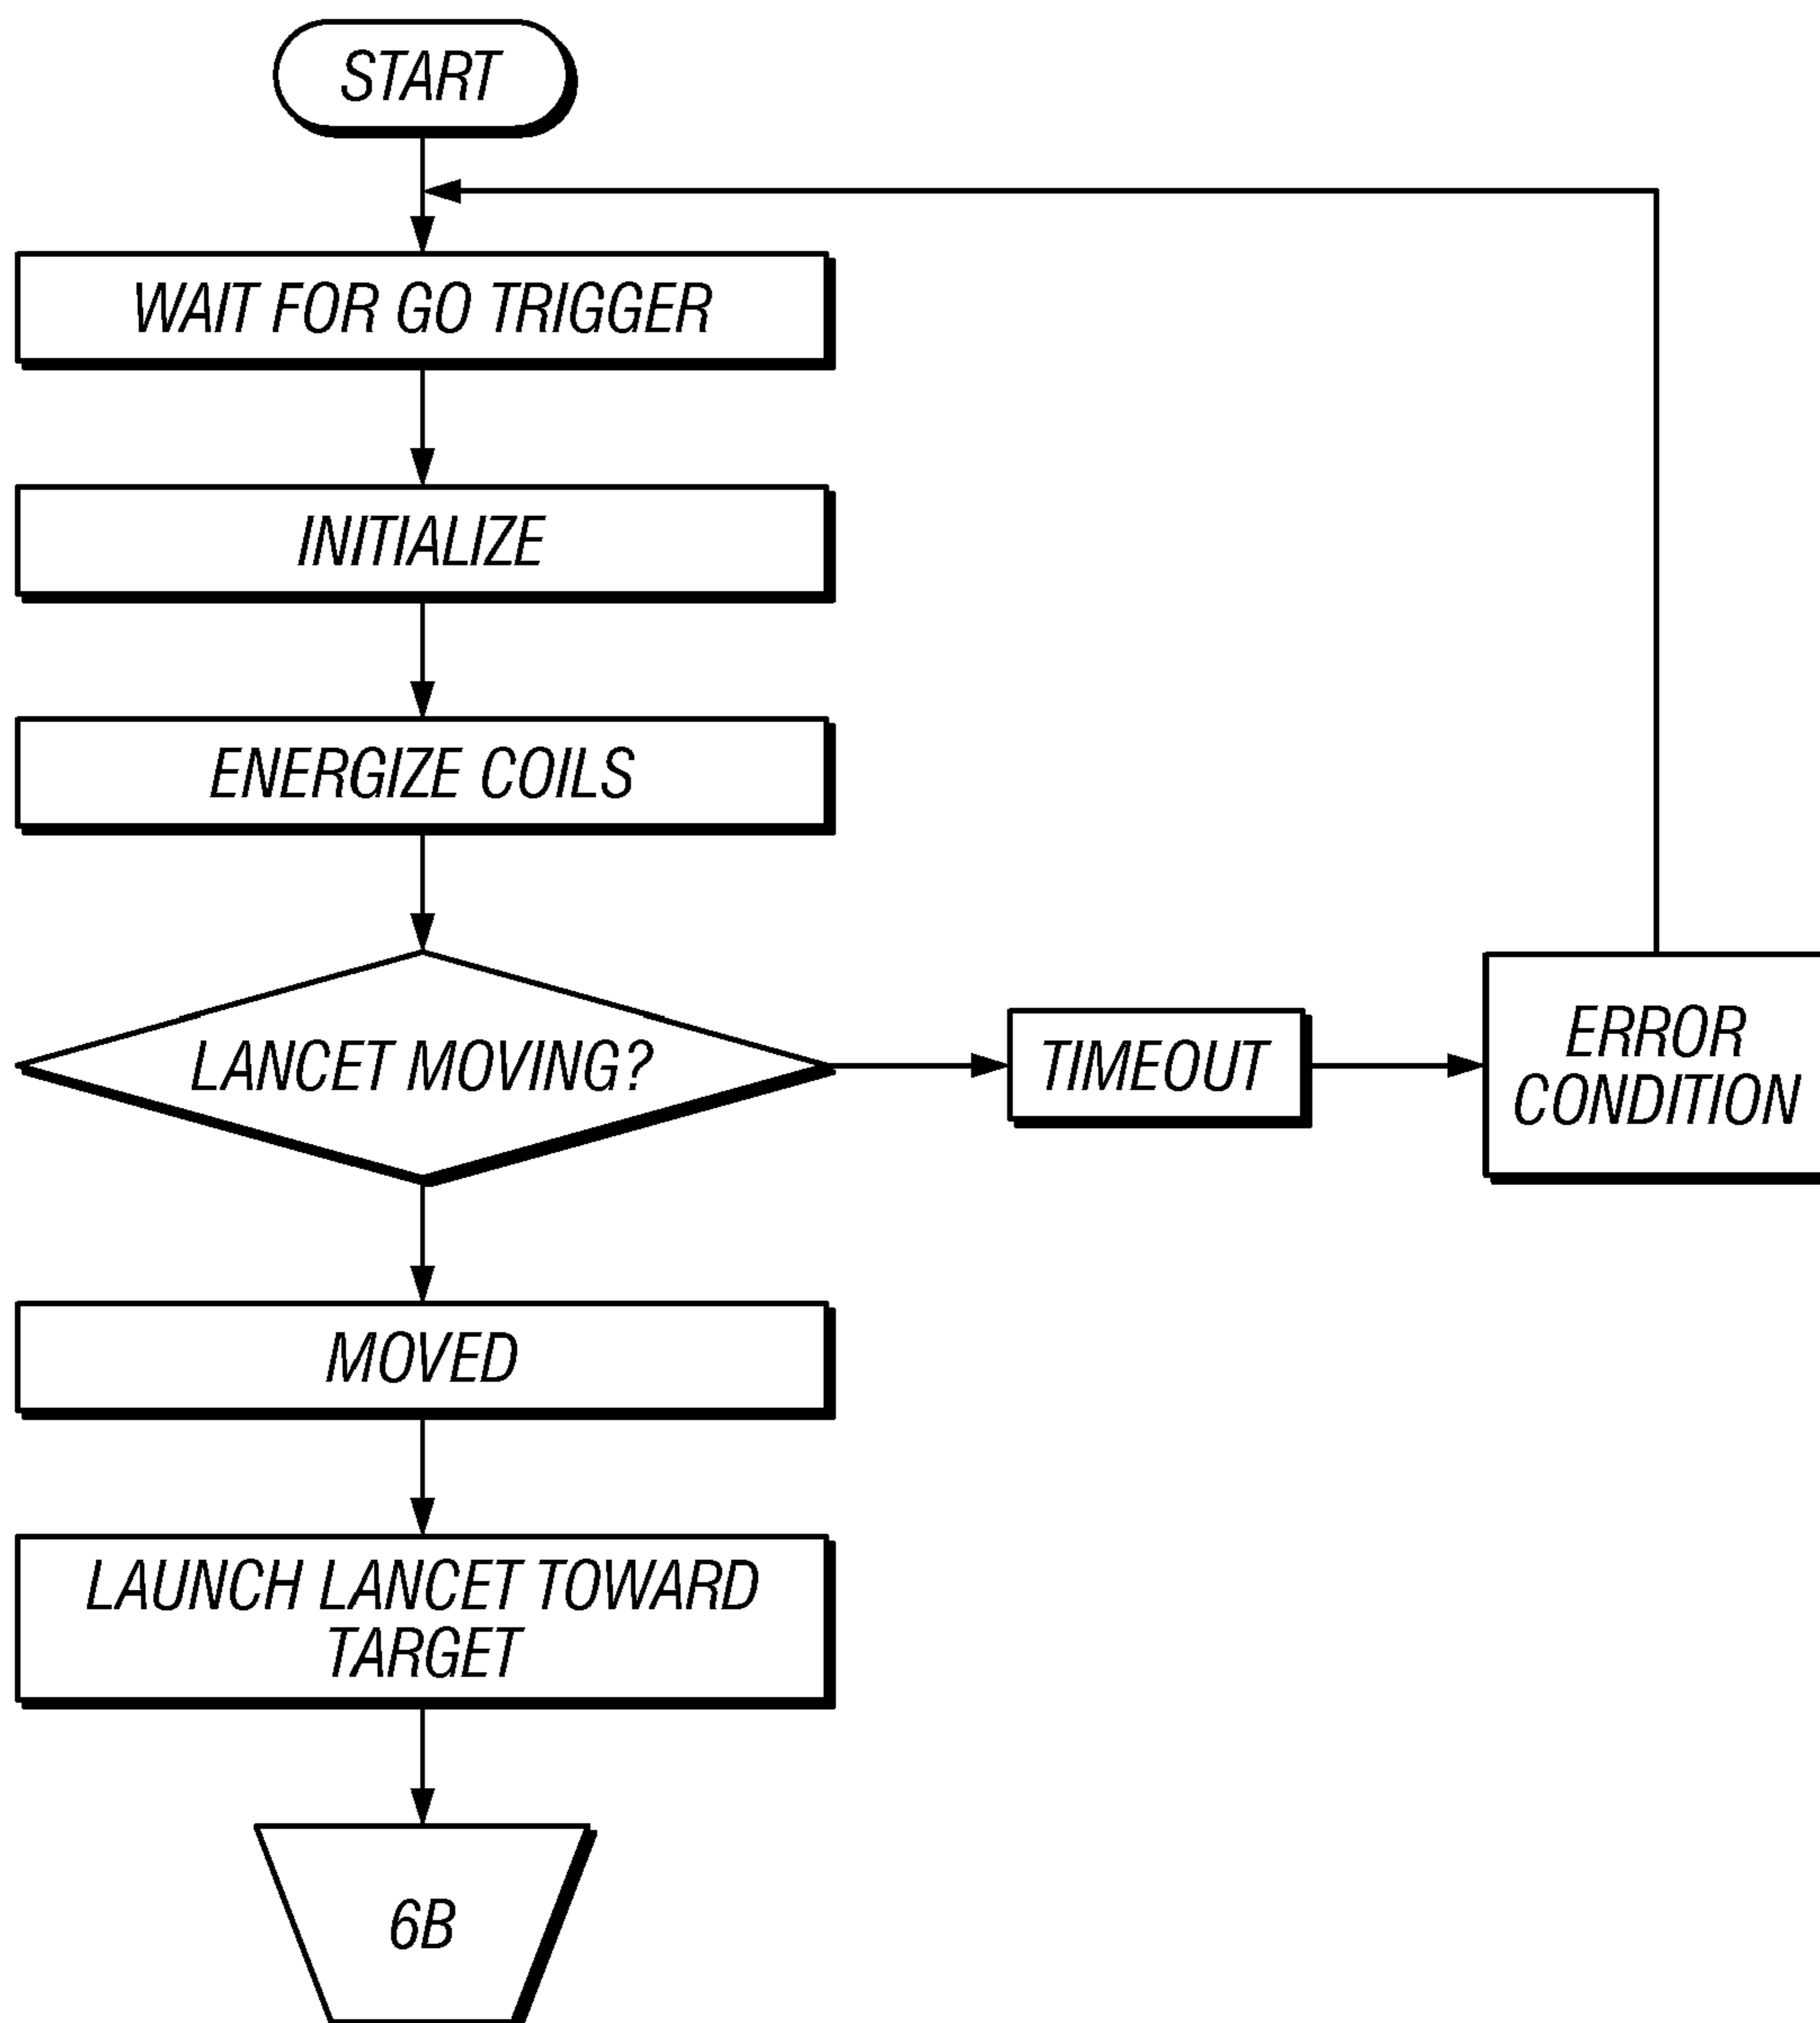 START
WAIT FOR GO TRIGGER
INITIALIZE
ENERGIZE COILS
LANCET MOVING?
TIMEOUT
ERROR
CONDITION
MOVED
LAUNCH LANCET TOWARD
TARGET
6B